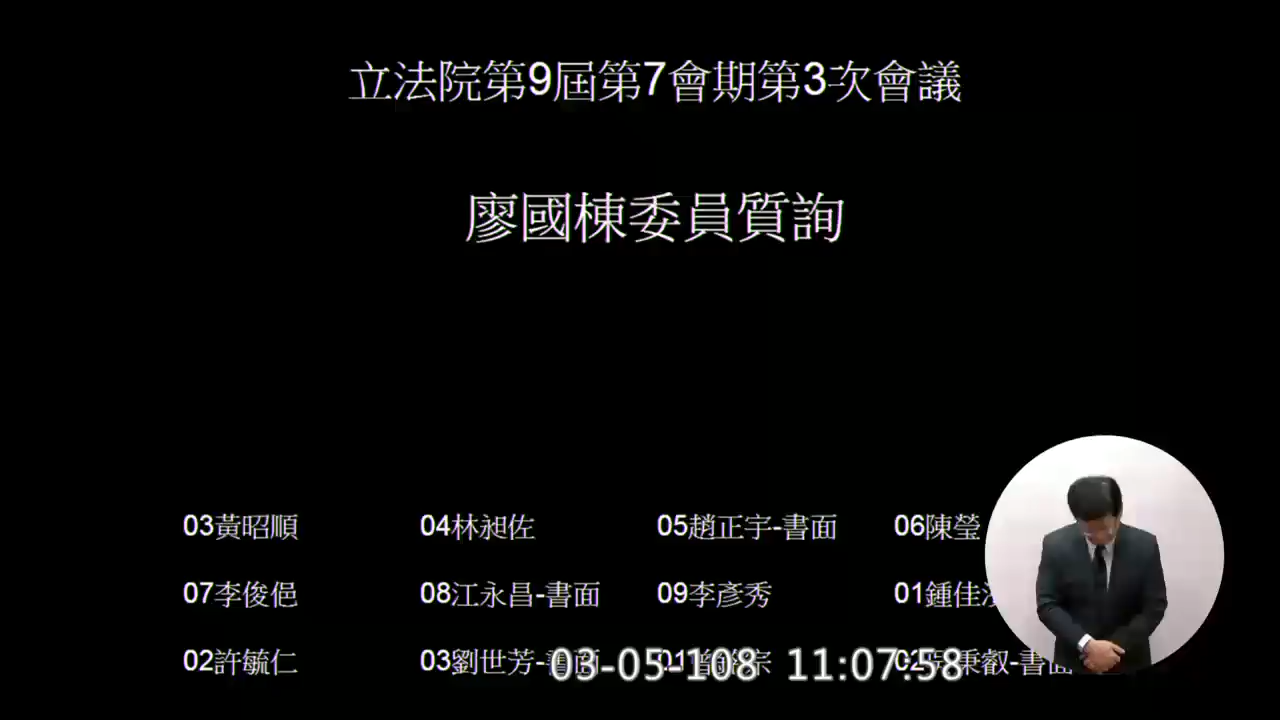 立法院第9屆第7會期第3次會議
廖國棟委員質詢
03黃昭順 04林昶佐 05趙正宇-書面 06陳瑩
07李俊俋 08江永昌-書面 09李彥秀 01鍾佳
02許毓仁 03劉世芳-書面
03-05-108 11:07:58